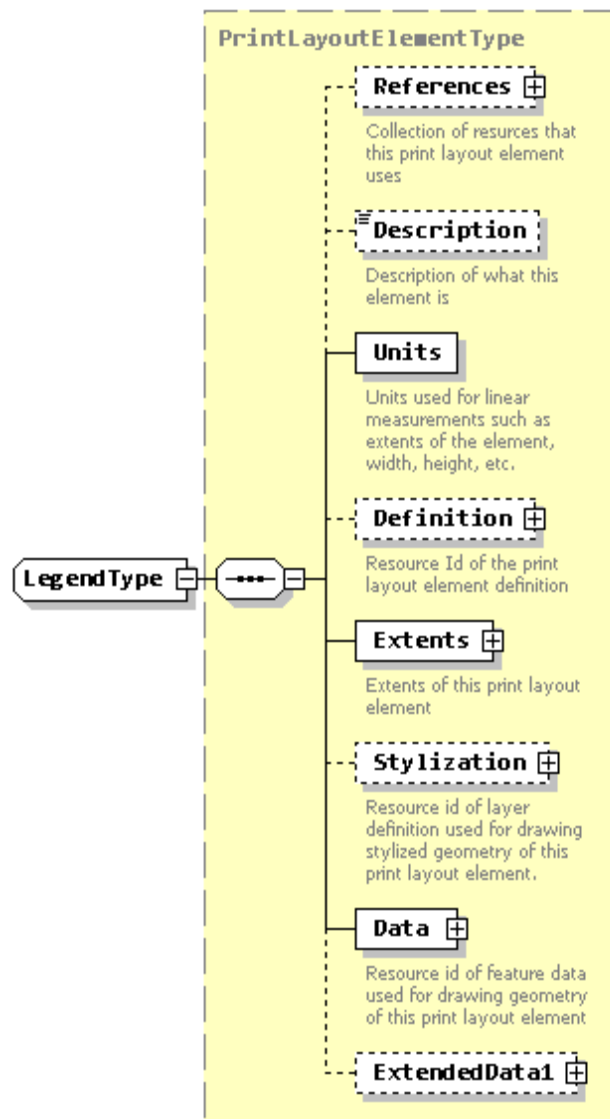 PrintLayoutElementType
References
Collection of resurces that
this print layout element
uses
Description
Description of what this
element is
Units
Units used for linear
measurements such as
extents of the element,
width, height, etc.
Definition
Resource Id of the print
layout element definition
LegendType
Extents
Extents of this print layout
element
Stylization
Resource id of layer
definition used for drawing
stylized geometry of this
print layout element.
Data
Resource id of feature data
used for drawing geometry
of this print layout element
ExtendedData1